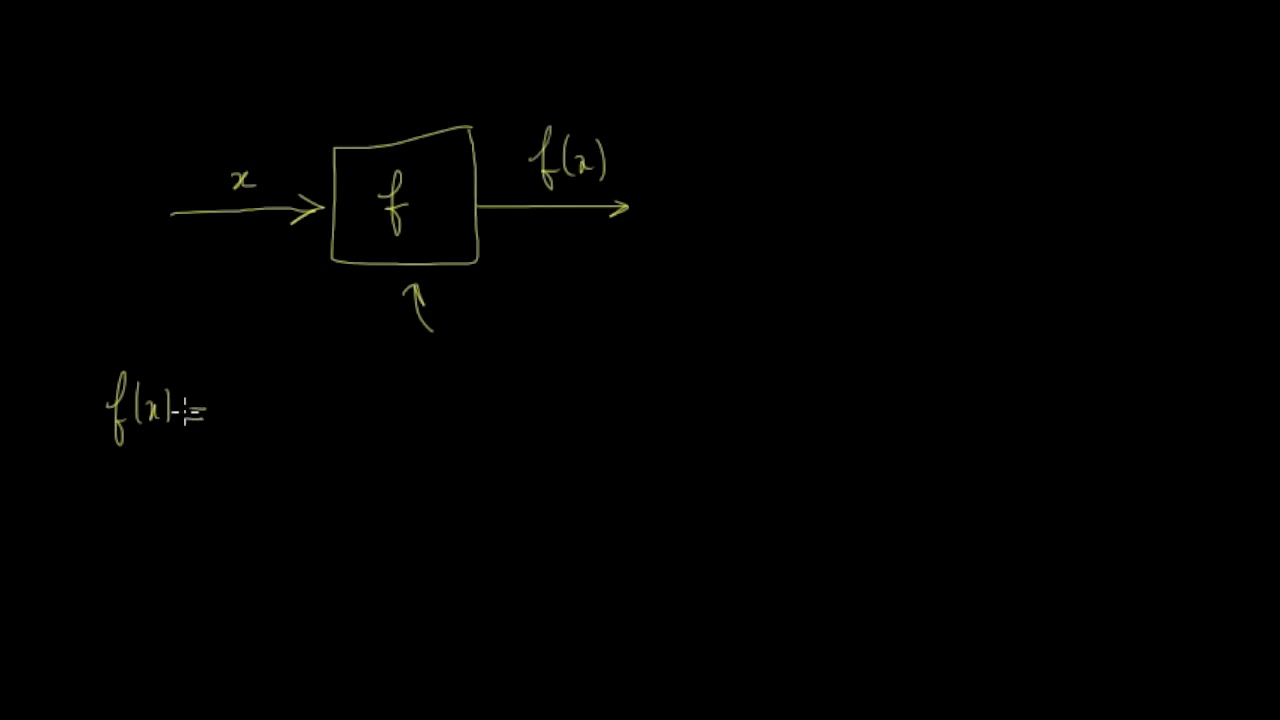 x
f
f(x)
f(x) =